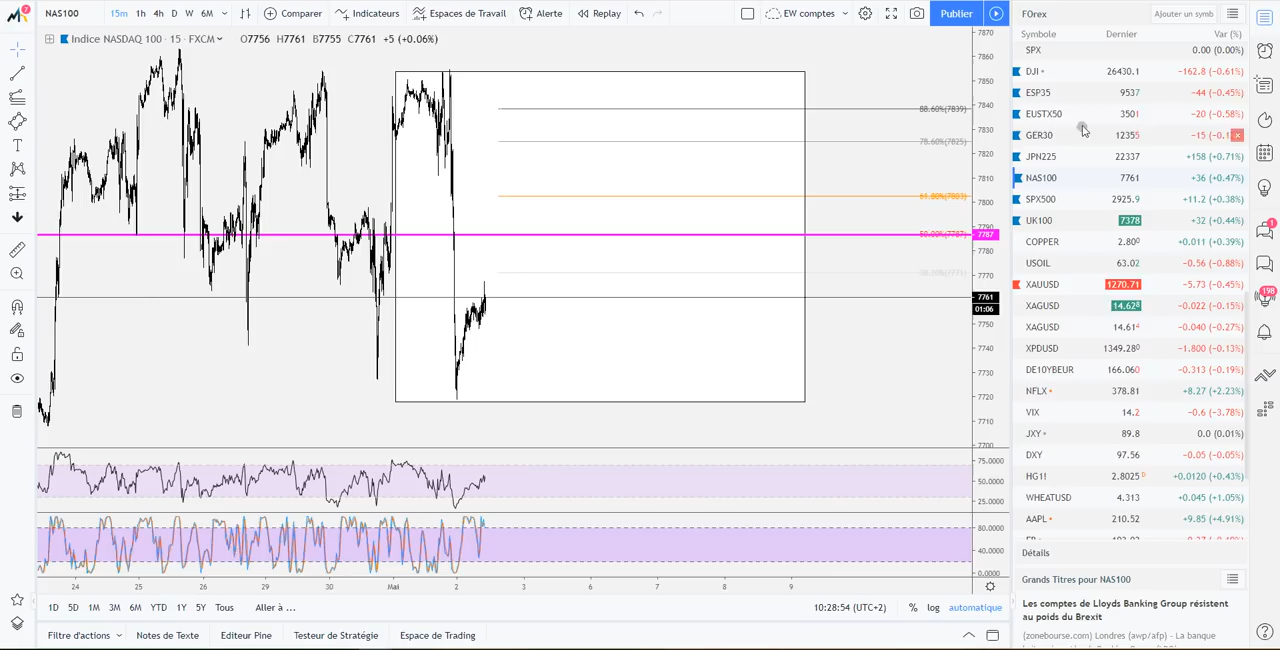 7
NAS100 15m 1h 4h D W 6M Comparer Indicateurs Espaces de Travail Alerte Replay EW comptes Publier
Indice NASDAQ 100 · 15 · FXCM O7756 H7761 B7755 C7761 +5 (+0.06%)
7870
7860
7850
7840
7830
7820
7810
7800
7790
7780
7770
7750
7740
7730
7720
7710
7700
88.60%(7839)
78.60%(7825)
61.80%(7803)
50.00%(7787)
7787
7761
01:06
75.0000
50.0000
25.0000
80.0000
40.0000
0.0000
24 25 26 29 30 Mai 2 3 6 7 8 9
1D 5D 1M 3M 6M YTD 1Y 5Y Tous Aller à ... 10:28:54 (UTC+2) % log automatique
Filtre d'actions Notes de Texte Editeur Pine Testeur de Stratégie Espace de Trading
FOrex Ajouter un symb
Symbole Dernier Var (%)
SPX 0.00 (0.00%)
DJI 26430.1 −162.8 (−0.61%)
ESP35 9537 −44 (−0.45%)
EUSTX50 3501 −20 (−0.58%)
GER30 12355 −15 (−0.1
JPN225 22337 +158 (+0.71%)
NAS100 7761 +36 (+0.47%)
SPX500 2925.9 +11.2 (+0.38%)
UK100 7378 +32 (+0.44%)
COPPER 2.80⁰ +0.011 (+0.39%)
USOIL 63.02 −0.56 (−0.88%)
XAUUSD 1270.71 −5.73 (−0.45%)
XAGUSD 14.62⁸ −0.022 (−0.15%)
XAGUSD 14.61⁴ −0.040 (−0.27%)
XPDUSD 1349.28⁰ −1.800 (−0.13%)
DE10YBEUR 166.060 −0.313 (−0.19%)
NFLX 378.81 +8.27 (+2.23%)
VIX 14.2 −0.6 (−3.78%)
JXY 89.8 0.0 (0.01%)
DXY 97.56 −0.05 (−0.05%)
HG1! 2.8025 D +0.0120 (+0.43%)
WHEATUSD 4.313 +0.045 (+1.05%)
AAPL 210.52 +9.85 (+4.91%)
Détails
Grands Titres pour NAS100
Les comptes de Lloyds Banking Group résistent
au poids du Brexit
(zonebourse.com) Londres (awp/afp) - La banque
1
198